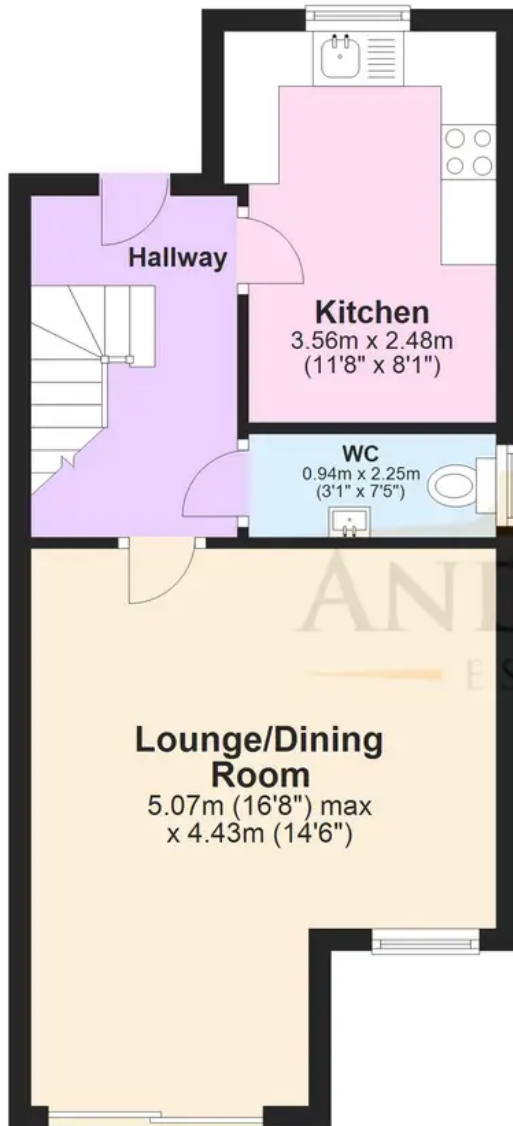 Hallway
Kitchen
3.56m x 2.48m
(11'8" x 8'1")
WC
0.94m x 2.25m
(3'1" x 7'5")
Lounge/Dining
Room
5.07m (16'8") max
x 4.43m (14'6")